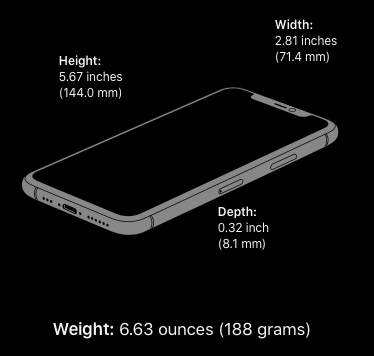 Width:
2.81 inches
(71.4 mm)
Height:
5.67 inches
(144.0 mm)
Depth:
0.32 inch
(8.1 mm)
Weight: 6.63 ounces (188 grams)